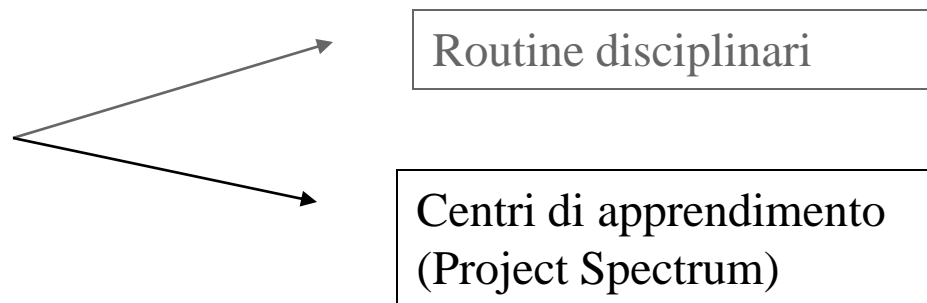 Routine disciplinari
Centri di apprendimento
(Project Spectrum)